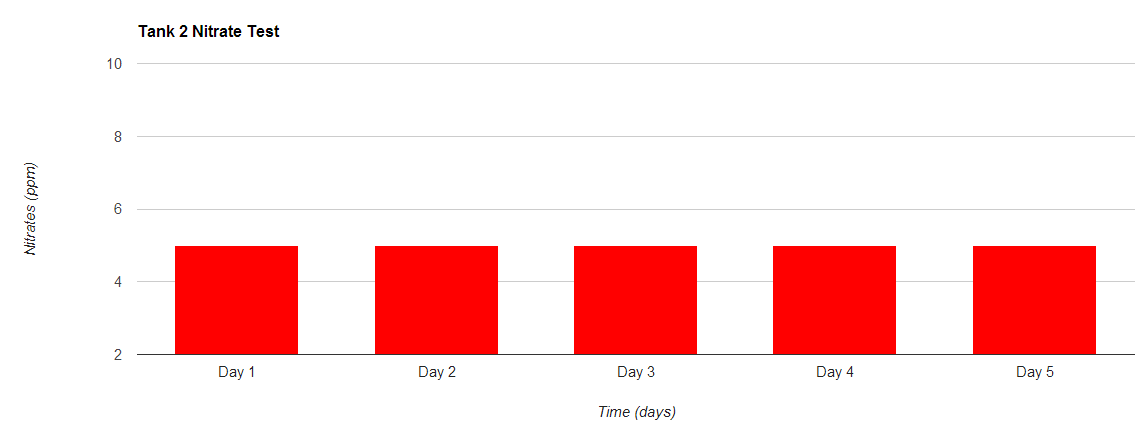 Tank 2 Nitrate Test
10
8
6
4
2
Nitrates (ppm)
Day 1 Day 2 Day 3 Day 4 Day 5
Time (days)